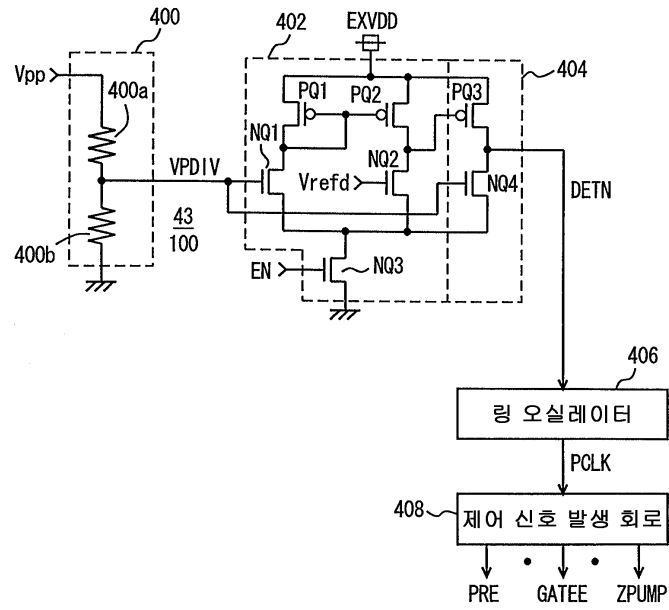 400
402
EXVDD
404
Vpp
400a
PQ1
PQ2
PQ3
NQ1
VPDIV
NQ2
Vrefd
NQ4
DETN
400b
43
100
EN
NQ3
406
링 오실레이터
PCLK
408
제어 신호 발생 회로
PRE
GATEE
ZPUMP